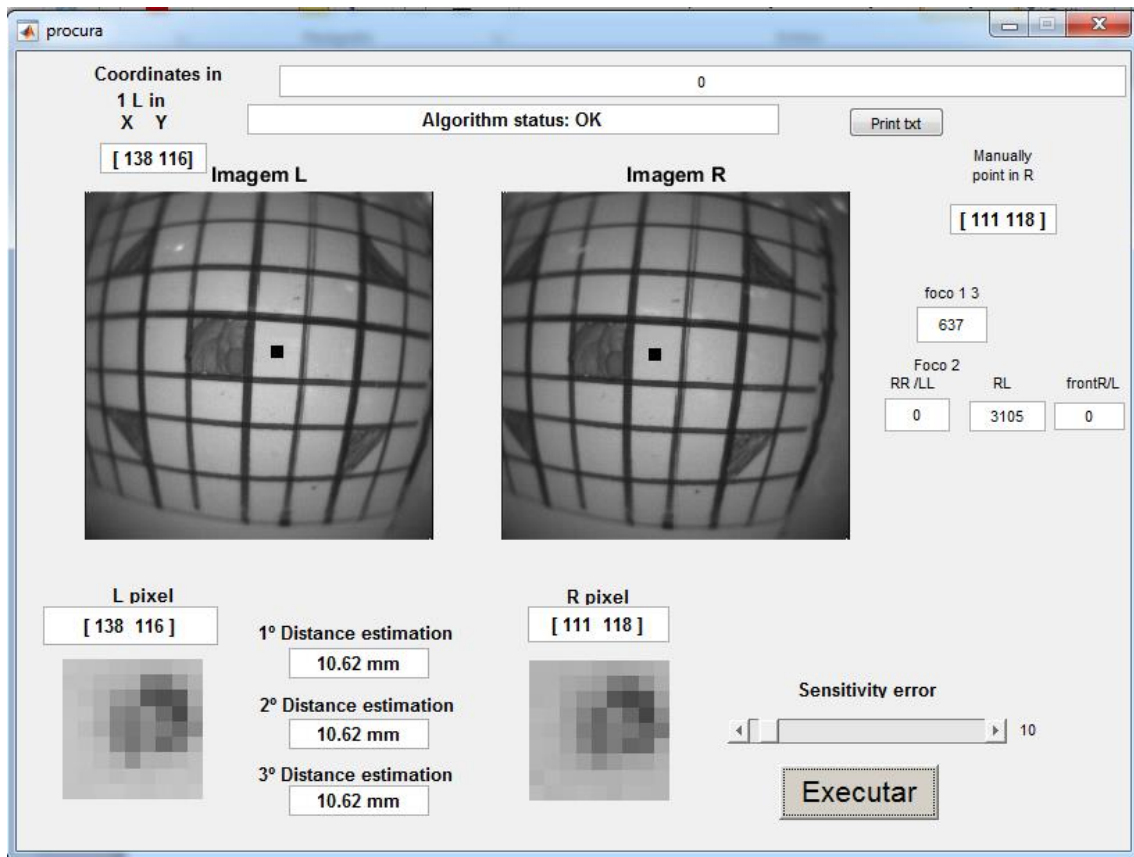 procura
Coordinates in
1 L in
X Y
[ 138 116]
0
Algorithm status: OK
Print txt
Imagem L
Imagem R
Manually
point in R
[ 111 118 ]
foco 1 3
637
Foco 2
RR /LL
RL
frontR/L
0
3105
0
L pixel
[ 138 116 ]
R pixel
[ 111 118 ]
1º Distance estimation
10.62 mm
2º Distance estimation
10.62 mm
3º Distance estimation
10.62 mm
Sensitivity error
10
Executar